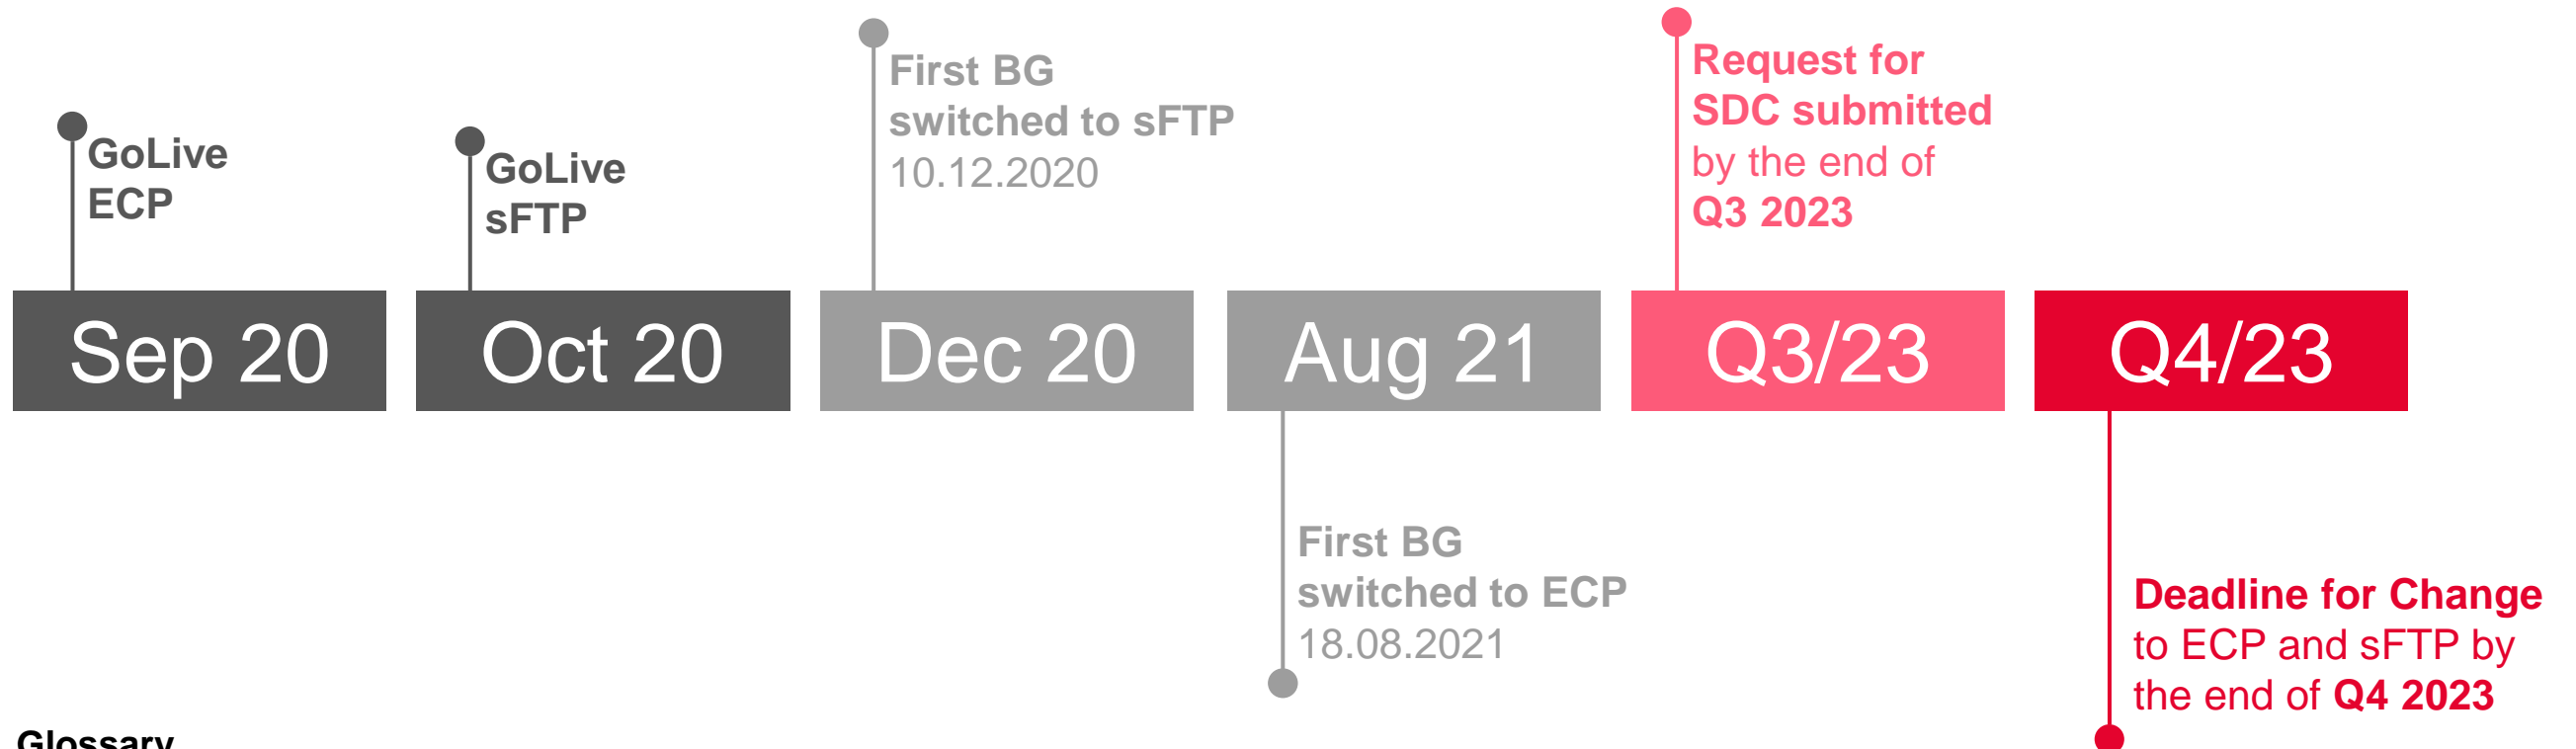 GoLive
ECP
GoLive
sFTP
First BG
switched to sFTP
10.12.2020
Request for
SDC submitted
by the end of
Q3 2023
Sep 20
Oct 20
Dec 20
Aug 21
Q3/23
Q4/23
First BG
switched to ECP
18.08.2021
Deadline for Change
to ECP and sFTP by
the end of Q4 2023
Glossary